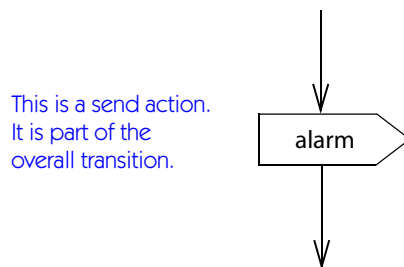 This is a send action.
It is part of the
overall transition.
alarm